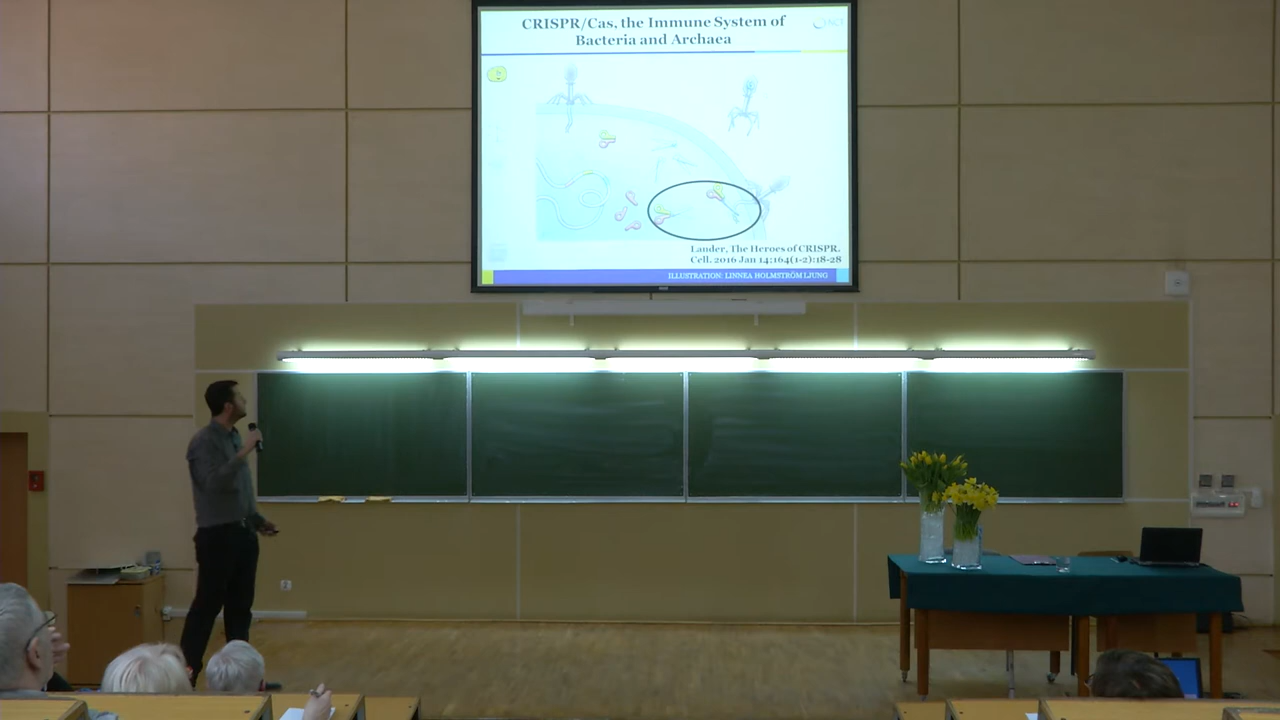 CRISPR/Cas, the Immune System of
Bacteria and Archaea
Lander, The Heroes of CRISPR.
Cell. 2016 Jan 14;164(1-2):18-28
ILLUSTRATION: LINNEA HOLMSTRÖM LJUNG